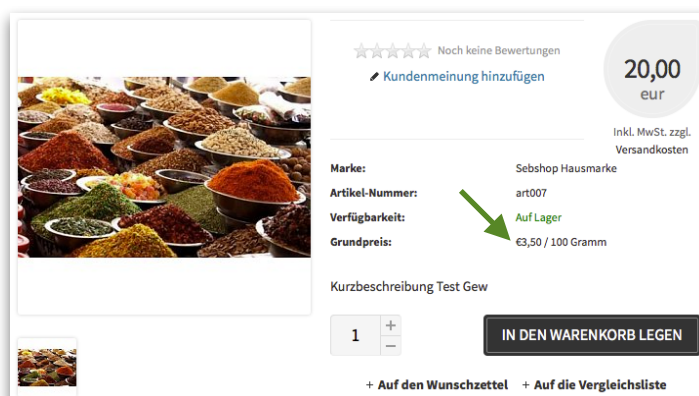 Noch keine Bewertungen
Kundenmeinung hinzufügen
20,00
eur
Inkl. MwSt. zzgl.
Versandkosten
Marke: Sebshop Hausmarke
Artikel-Nummer: art007
Verfügbarkeit: Auf Lager
Grundpreis: €3,50 / 100 Gramm
Kurzbeschreibung Test Gew
1 + −
IN DEN WARENKORB LEGEN
+ Auf den Wunschzettel + Auf die Vergleichsliste